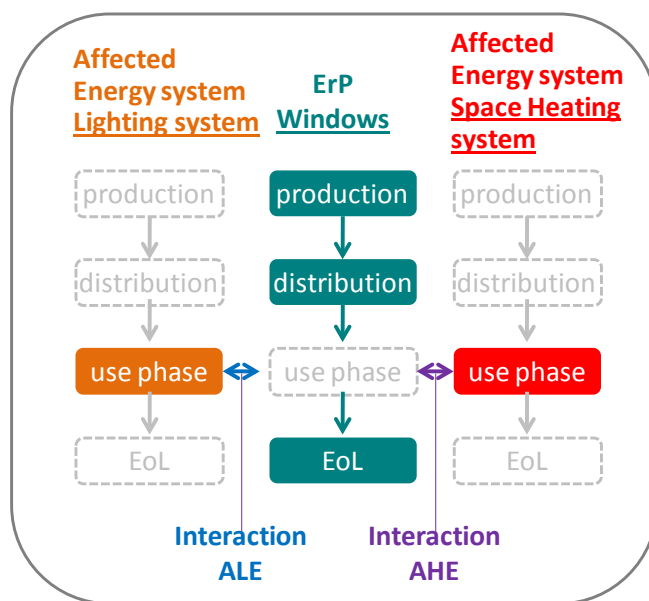 Affected
Energy system
Lighting system
ErP
Windows
Affected
Energy system
Space Heating
system
production
production
production
distribution
distribution
distribution
use phase
use phase
use phase
EoL
EoL
EoL
Interaction
ALE
Interaction
AHE